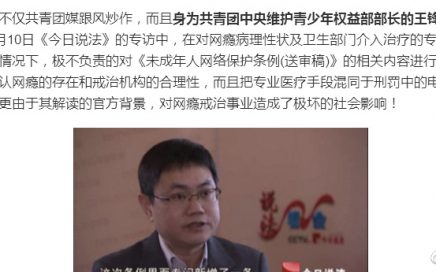 不仅共青团媒跟风炒作，而且身为共青团中央维护青少年权益部部长的王锋
月10日《今日说法》的专访中，在对网瘾病理性状及卫生部门介入治疗的专
情况下，极不负责的对《未成年人网络保护条例(送审稿)》的相关内容进行
认网瘾的存在和戒治机构的合理性，而且把专业医疗手段混同于刑罚中的电
更由于其解读的官方背景，对网瘾戒治事业造成了极坏的社会影响！
说法
CCTV
今日说法